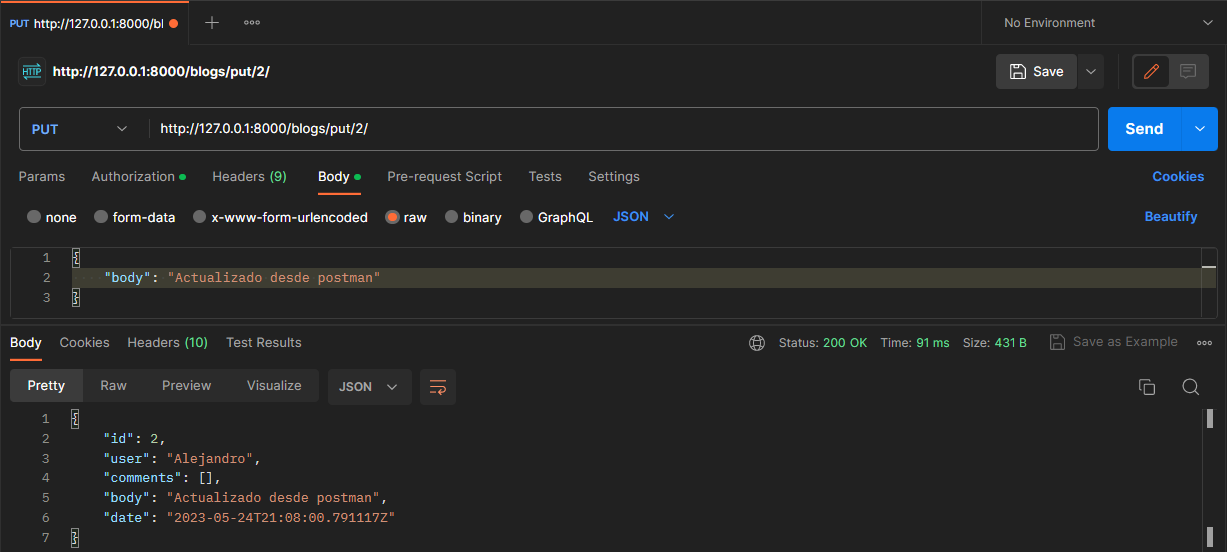 PUT http://127.0.0.1:8000/bl
No Environment
HTTP http://127.0.0.1:8000/blogs/put/2/
Save
PUT http://127.0.0.1:8000/blogs/put/2/
Send
Params Authorization Headers (9) Body Pre-request Script Tests Settings Cookies
none form-data x-www-form-urlencoded raw binary GraphQL JSON Beautify
1 {
2 "body": "Actualizado desde postman"
3 }
Body Cookies Headers (10) Test Results Status: 200 OK Time: 91 ms Size: 431 B Save as Example
Pretty Raw Preview Visualize JSON
1 {
2 "id": 2,
3 "user": "Alejandro",
4 "comments": [],
5 "body": "Actualizado desde postman",
6 "date": "2023-05-24T21:08:00.791117Z"
7 }